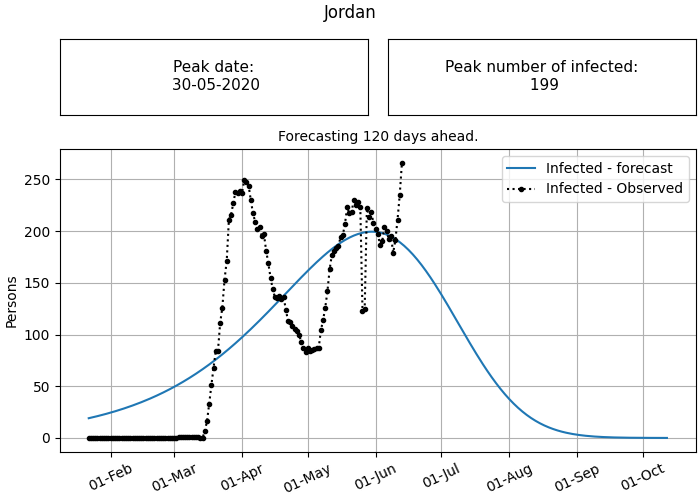 Jordan
Peak date:
30-05-2020
Peak number of infected:
199
Forecasting 120 days ahead.
Infected - forecast
Infected - Observed
250
200
150
100
50
0
Persons
01-Feb
01-Mar
01-Apr
01-May
01-Jun
01-Jul
01-Aug
01-Sep
01-Oct